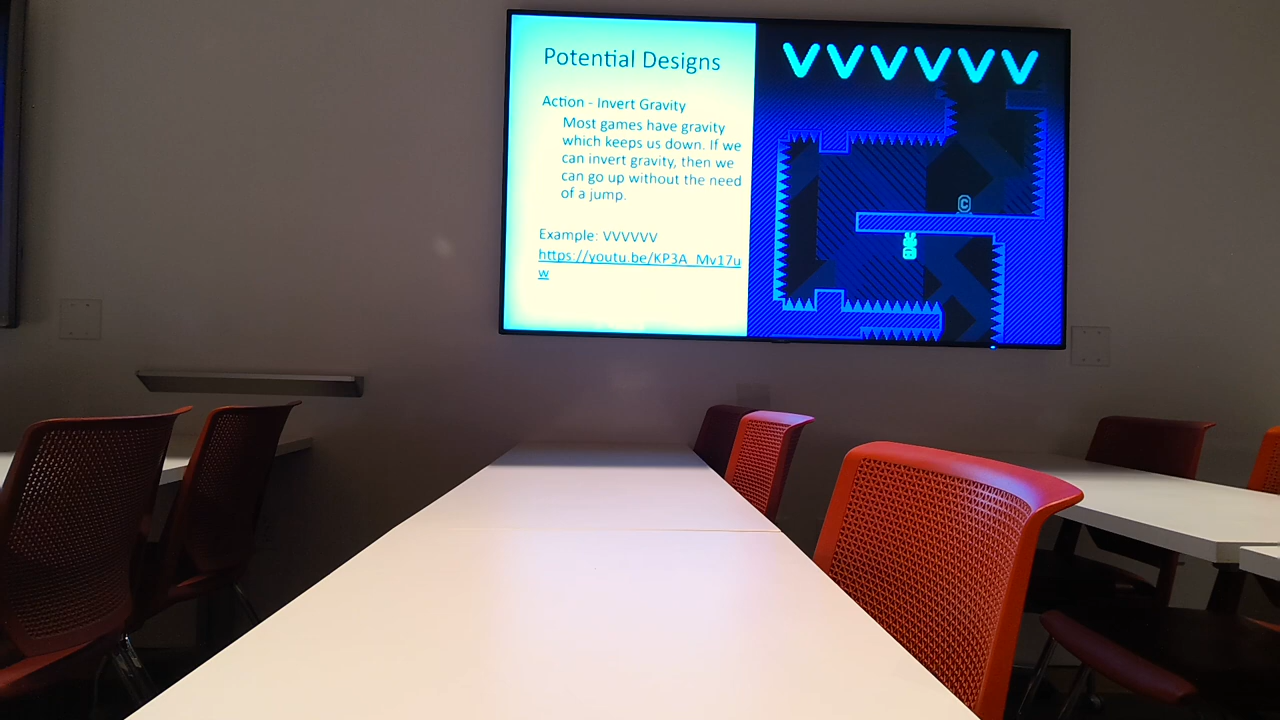 Potential Designs
Action - Invert Gravity
Most games have gravity
which keeps us down. If we
can invert gravity, then we
can go up without the need
of a jump.
Example: VVVVVV
https://youtu.be/KP3A_Mv17u
w
VVVVVV
C